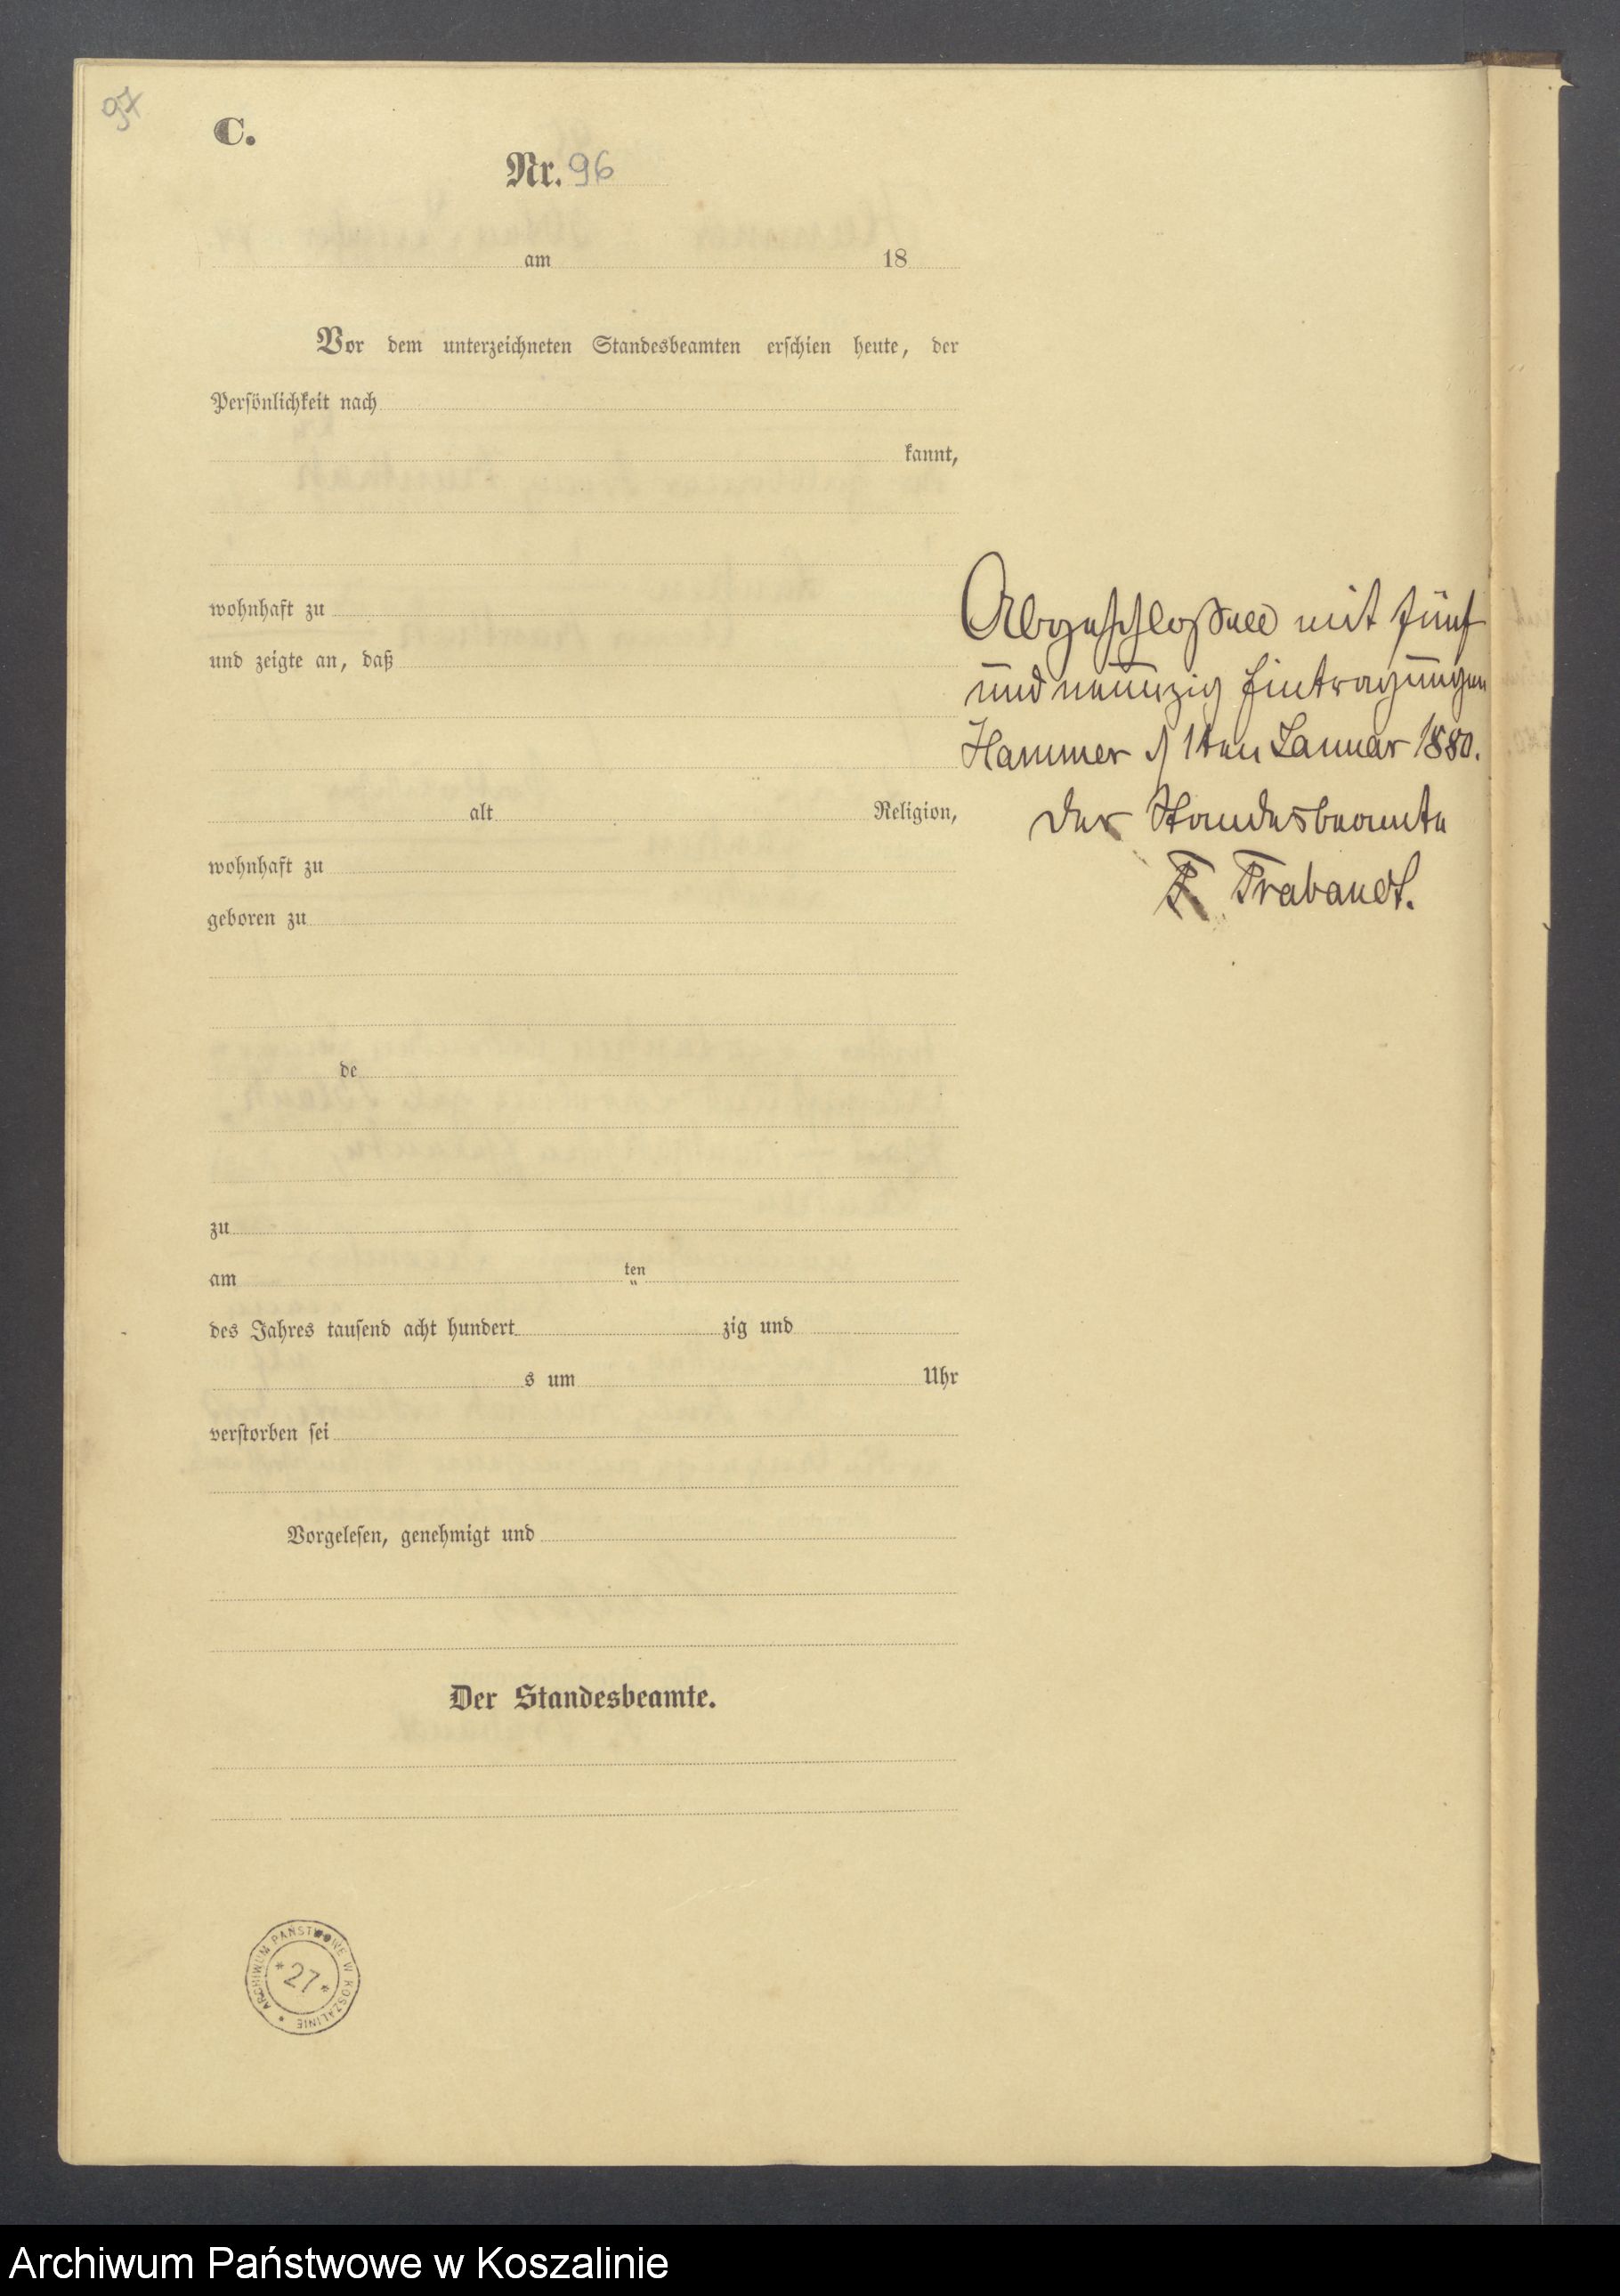 97
C.
Nr. 96
am 18
Vor dem unterzeichneten Standesbeamten erschien heute, der
Persönlichkeit nach
kannt,
wohnhaft zu
und zeigte an, daß
alt Religion,
wohnhaft zu
geboren zu
de
zu
am ten
des Jahres tausend acht hundert zig und
s um Uhr
verstorben sei
Vorgelesen, genehmigt und
Der Standesbeamte.
Abgeschloßen mit fünf
und neunzig Eintragungen
Hammer d 1ten Januar 1880.
Der Standesbeamte
F Trabandt.
ARCHIWUM PAŃSTWOWE W KOSZALINIE
* 27 *
Archiwum Państwowe w Koszalinie